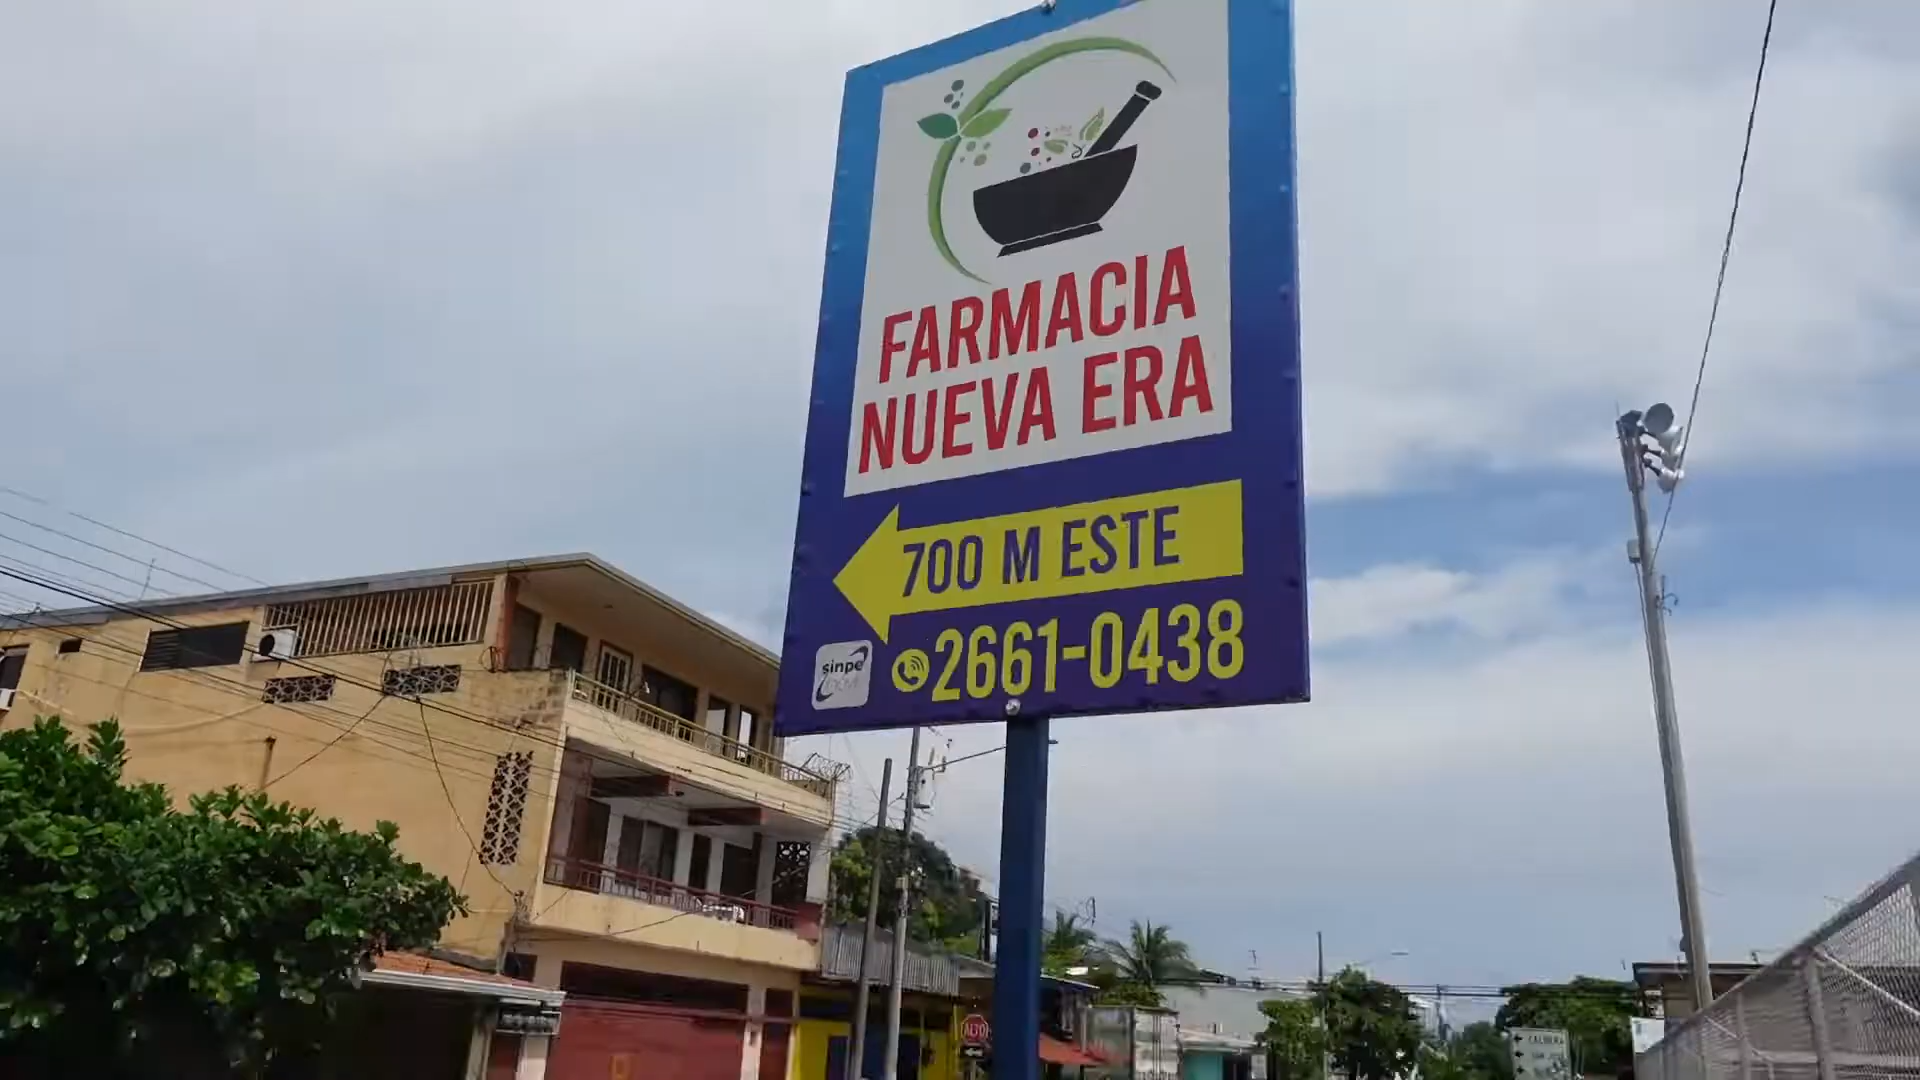 FARMACIA
NUEVA ERA
700 M ESTE
2661-0438
sinpe
ALTO